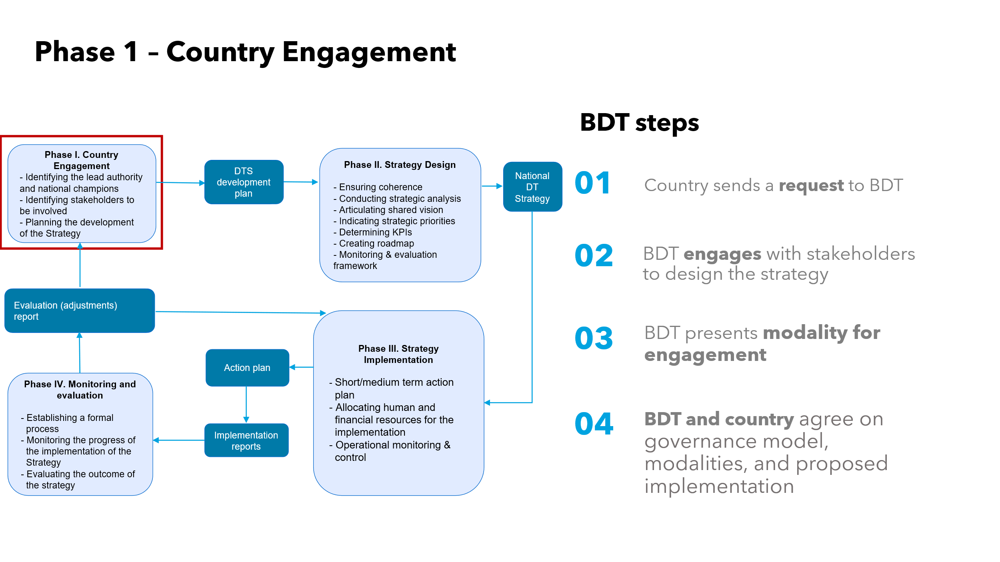 Phase 1 – Country Engagement
Phase I. Country
Engagement
- Identifying the lead authority
and national champions
- Identifying stakeholders to
be involved
- Planning the development
of the Strategy
DTS
development
plan
Phase II. Strategy Design
- Ensuring coherence
- Conducting strategic analysis
- Articulating shared vision
- Indicating strategic priorities
- Determining KPIs
- Creating roadmap
- Monitoring & evaluation
framework
National
DT
Strategy
Evaluation (adjustments)
report
Phase III. Strategy
Implementation
- Short/medium term action
plan
- Allocating human and
financial resources for the
implementation
- Operational monitoring &
control
Action plan
Implementation
reports
Phase IV. Monitoring and
evaluation
- Establishing a formal
process
- Monitoring the progress of
the implementation of the
Strategy
- Evaluating the outcome of
the strategy
BDT steps
01
Country sends a request to BDT
02
BDT engages with stakeholders
to design the strategy
03
BDT presents modality for
engagement
04
BDT and country agree on
governance model,
modalities, and proposed
implementation